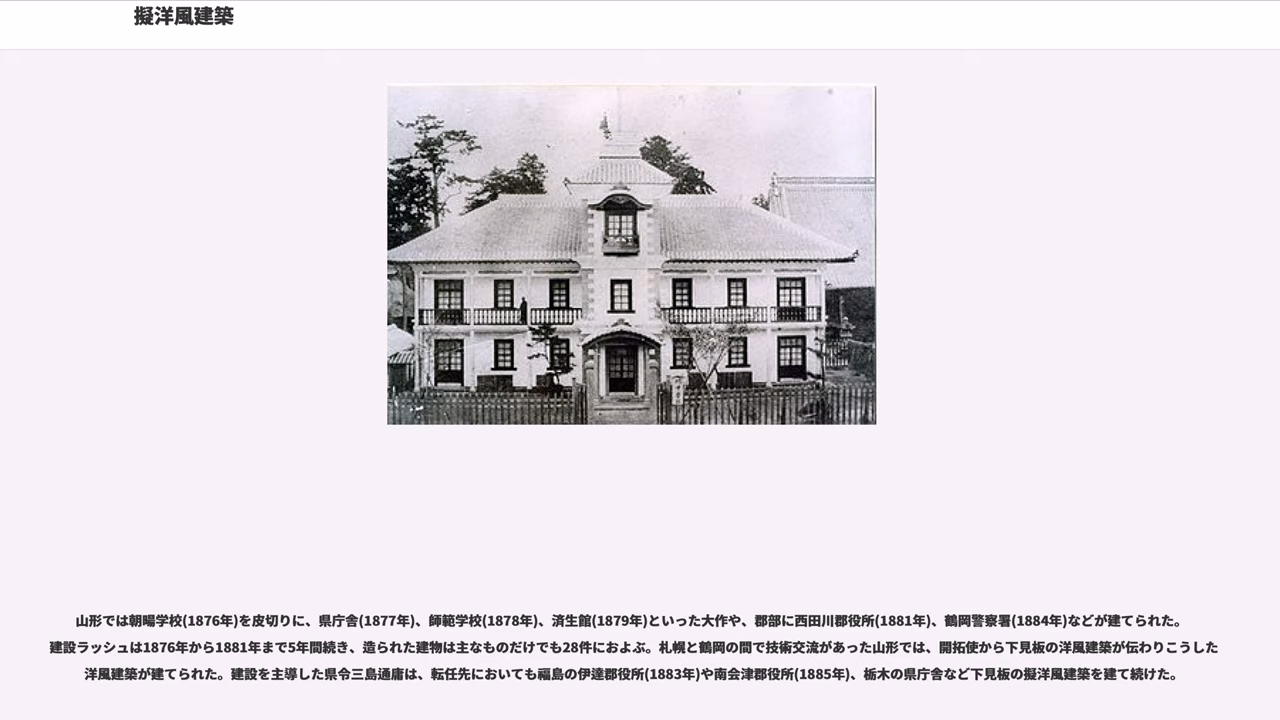 擬洋風建築
山形では朝暘学校(1876年)を皮切りに、県庁舎(1877年)、師範学校(1878年)、済生館(1879年)といった大作や、郡部に西田川郡役所(1881年)、鶴岡警察署(1884年)などが建てられた。
建設ラッシュは1876年から1881年まで5年間続き、造られた建物は主なものだけでも28件におよぶ。札幌と鶴岡の間で技術交流があった山形では、開拓使から下見板の洋風建築が伝わりこうした
洋風建築が建てられた。建設を主導した県令三島通庸は、転任先においても福島の伊達郡役所(1883年)や南会津郡役所(1885年)、栃木の県庁舎など下見板の擬洋風建築を建て続けた。